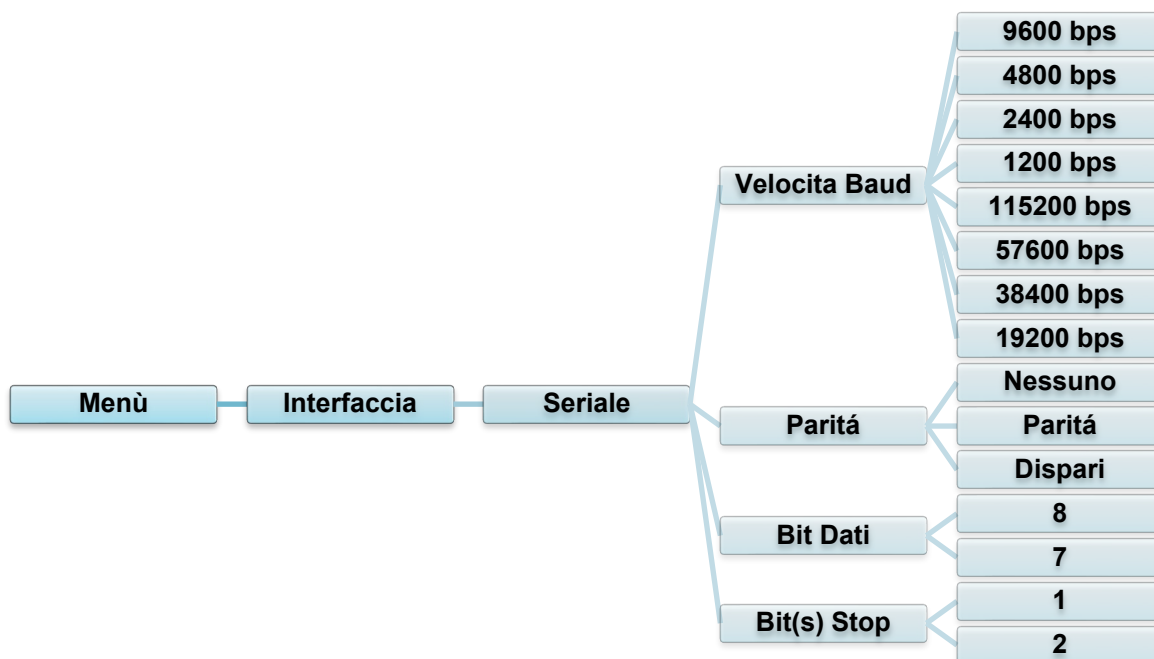 Menù
Interfaccia
Seriale
Velocita Baud
9600 bps
4800 bps
2400 bps
1200 bps
115200 bps
57600 bps
38400 bps
19200 bps
Paritá
Nessuno
Paritá
Dispari
Bit Dati
8
7
Bit(s) Stop
1
2